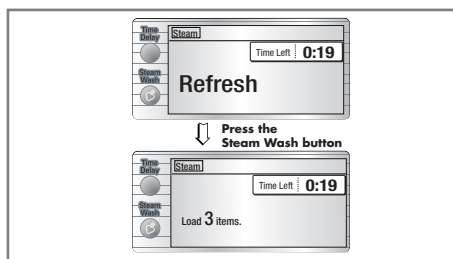 Time
Delay
Steam
Time Left 0:19
Steam
Wash
Refresh
Press the
Steam Wash button
Time
Delay
Steam
Time Left 0:19
Steam
Wash
Load 3 items.